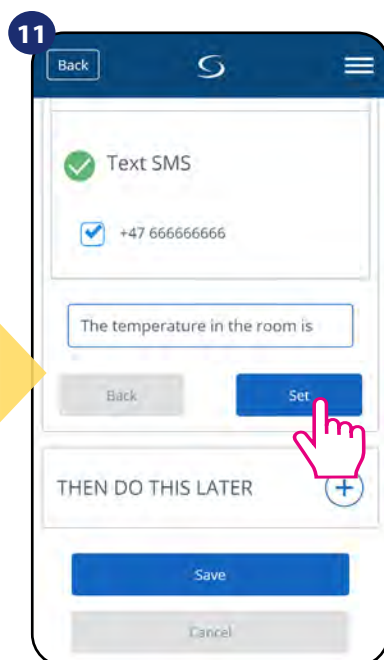 11
Back
Text SMS
+47 666666666
The temperature in the room is
Back Set
THEN DO THIS LATER
Save
Cancel